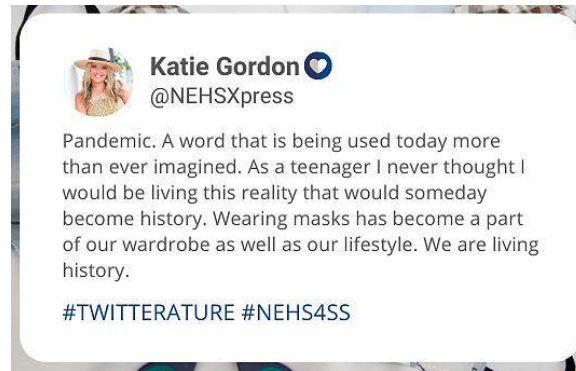 Katie Gordon
@NEHSXpress
Pandemic. A word that is being used today more
than ever imagined. As a teenager I never thought I
would be living this reality that would someday
become history. Wearing masks has become a part
of our wardrobe as well as our lifestyle. We are living
history.
#TWITTERATURE #NEHS4SS